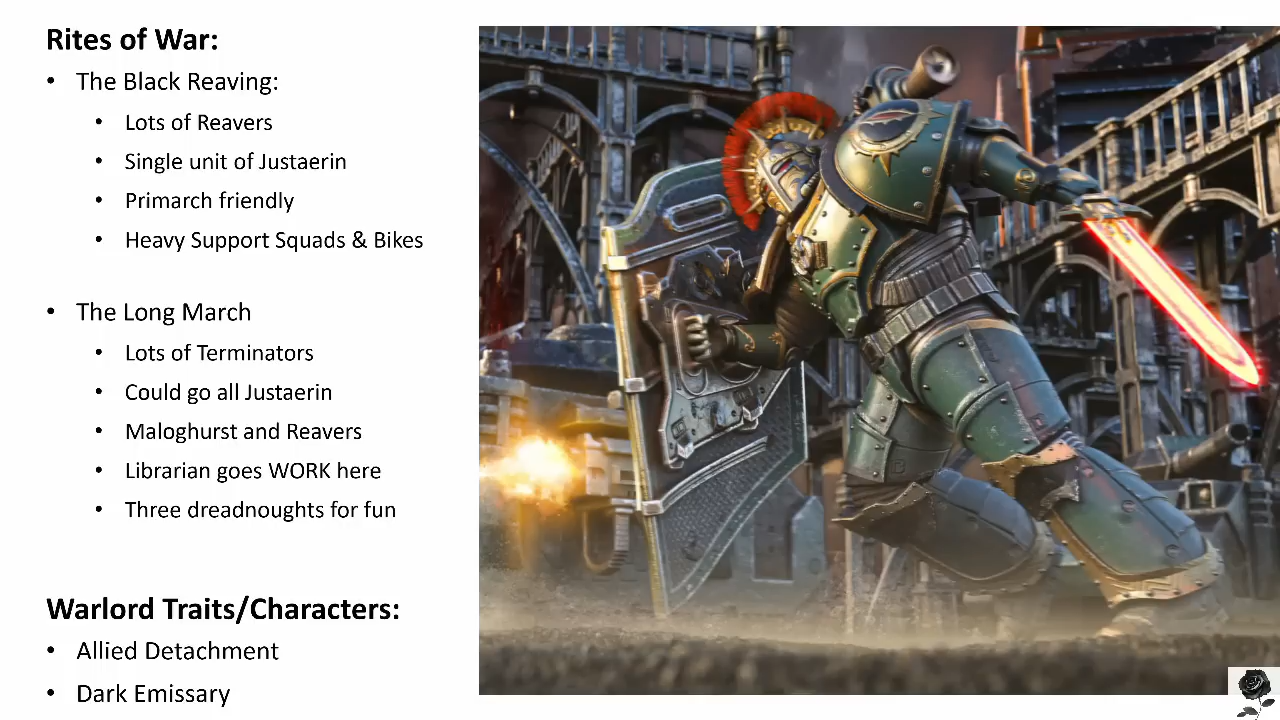 Rites of War:
• The Black Reaving:
• Lots of Reavers
• Single unit of Justaerin
• Primarch friendly
• Heavy Support Squads & Bikes
• The Long March
• Lots of Terminators
• Could go all Justaerin
• Maloghurst and Reavers
• Librarian goes WORK here
• Three dreadnoughts for fun
Warlord Traits/Characters:
• Allied Detachment
• Dark Emissary